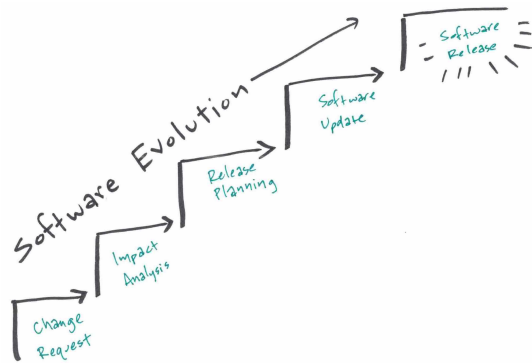 Software Evolution
Change
Request
Impact
Analysis
Release
Planning
Software
Update
Software
Release